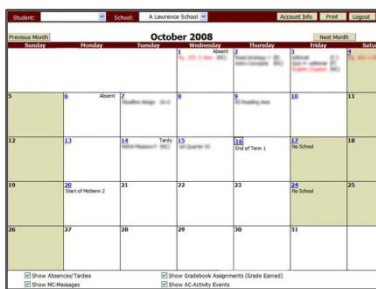 Student: School: A Lawrence School Account Info Print Logout
Previous Month October 2008 Next Month
Sunday Monday Tuesday Wednesday Thursday Friday Saturday
1 Absent 2 3 4
5 6 Absent 7 8 9 10 11
12 13 14 Tardy 15 16 17 18
End of Term 1 No School
19 20 21 22 23 24 25
Start of Midterm 2 No School
26 27 28 29 30 31
Show Absences/Tardies Show Gradebook Assignments (Grade Earned)
Show MC-Messages Show AC-Activity Events